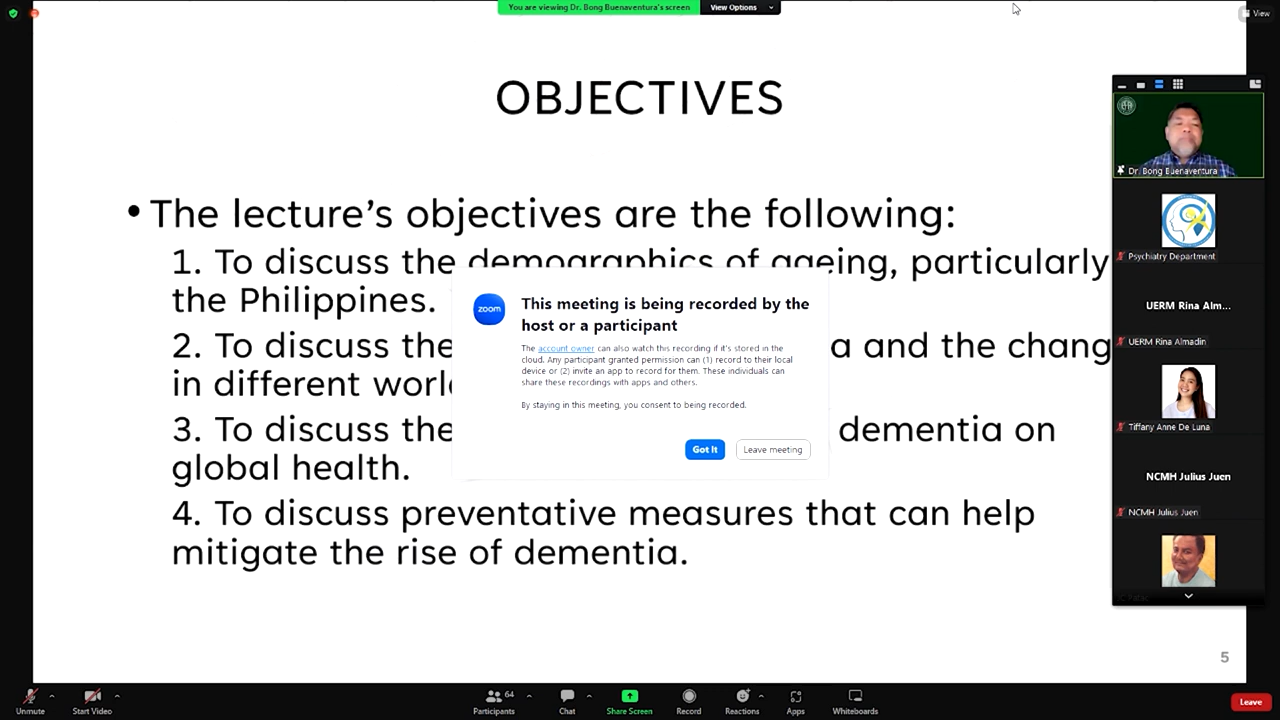 You are viewing Dr. Bong Buenaventura's screen
View Options
View
OBJECTIVES
• The lecture's objectives are the following:
1. To discuss the demographics of ageing, particularly
the Philippines.
2. To discuss the
a and the chang
in different worl
3. To discuss the
dementia on
global health.
4. To discuss preventative measures that can help
mitigate the rise of dementia.
5
zoom
This meeting is being recorded by the
host or a participant
The account owner can also watch this recording if it's stored in the
cloud. Any participant granted permission can (1) record to their local
device or (2) invite an app to record for them. These individuals can
share these recordings with apps and others.
By staying in this meeting, you consent to being recorded.
Got it
Leave meeting
Dr. Bong Buenaventura
Psychiatry Department
UERM Rina Alm...
UERM Rina Almadin
Tiffany Anne De Luna
NCMH Julius Juen
NCMH Julius Juen
Unmute
Start Video
64
Participants
Chat
Share Screen
Record
Reactions
Apps
Whiteboards
Leave